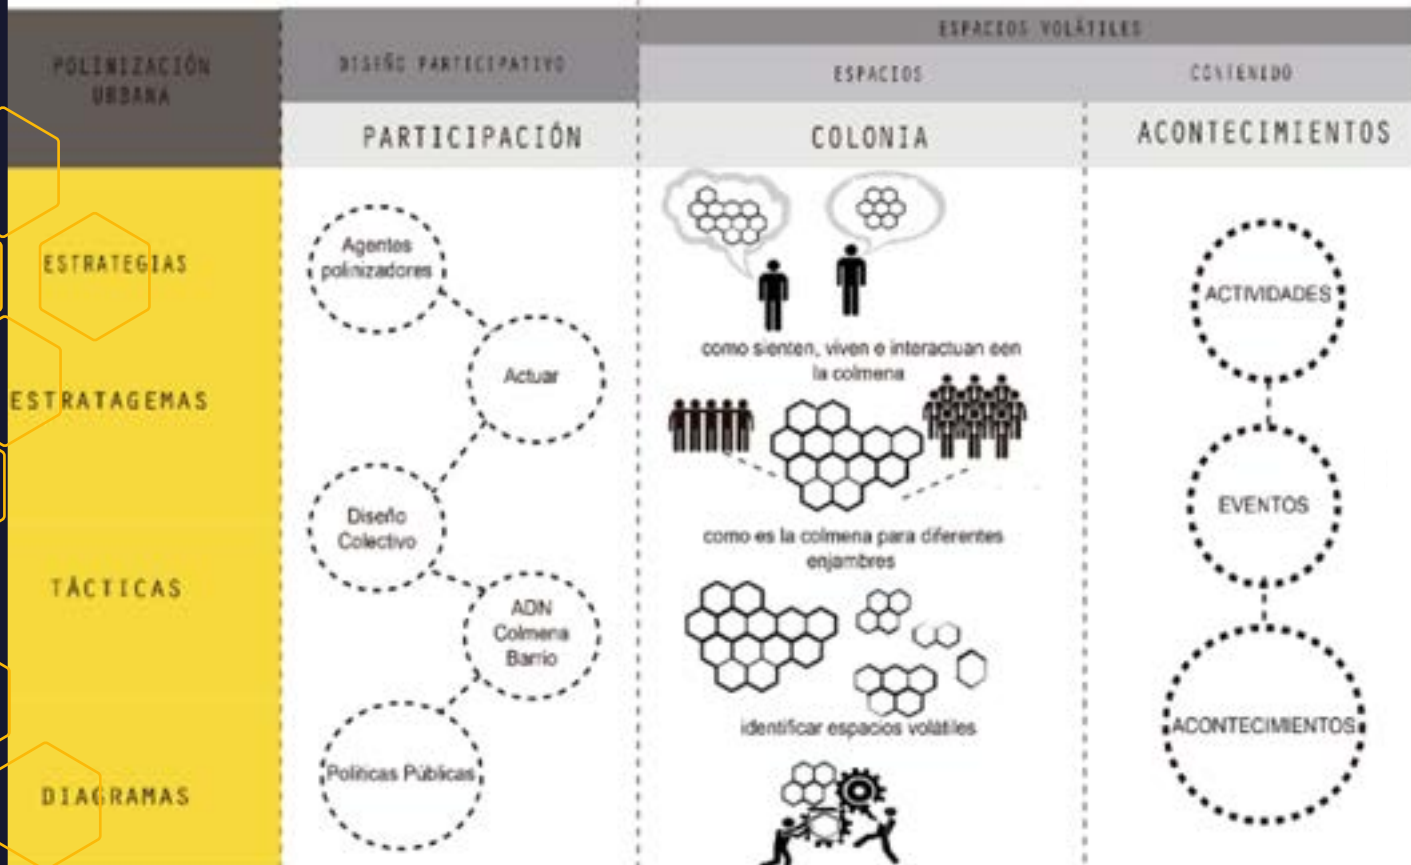 POLINIZACIÓN
URBANA
DISEÑO PARTICIPATIVO
ESPACIOS VOLÁTILES
ESPACIOS
CONTENIDO
PARTICIPACIÓN
COLONIA
ACONTECIMIENTOS
ESTRATEGIAS
ESTRATAGEMAS
TÁCTICAS
DIAGRAMAS
Agentes
polinizadores
Actuar
Diseño
Colectivo
ADN
Colmena
Barrio
Políticas Públicas
como sienten, viven e interactuan een
la colmena
como es la colmena para diferentes
enjambres
identificar espacios volátiles
ACTIVIDADES
EVENTOS
ACONTECIMIENTOS